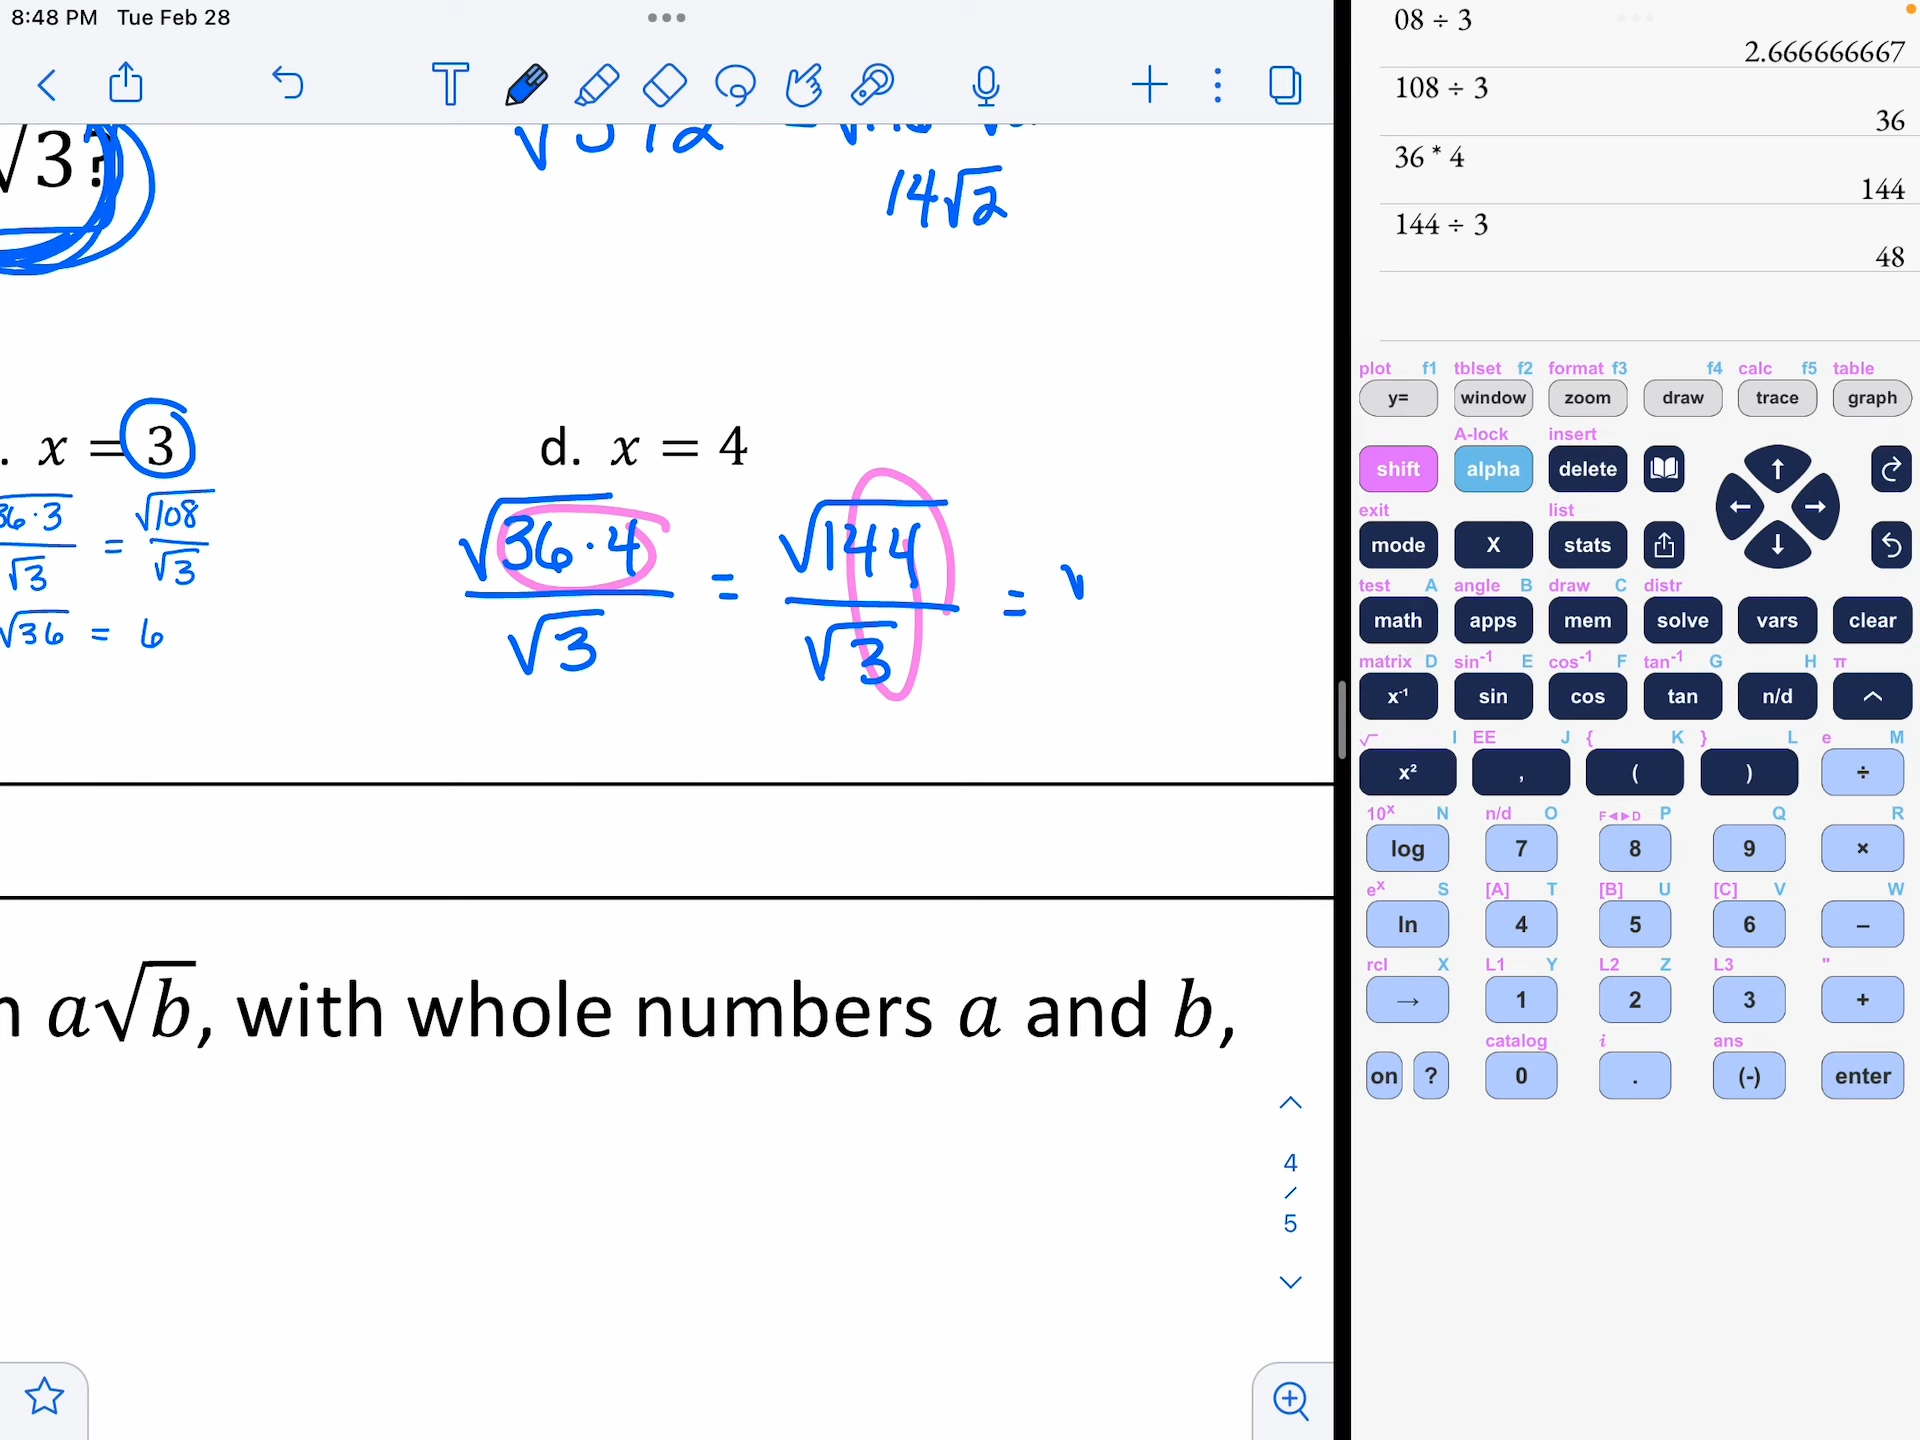 8:48 PM Tue Feb 28
√3?
14√2
. x = 3
√108
√3 = √3
√36 = 6
d. x = 4
√36·4 = √144 =
√3 √3
a√b, with whole numbers a and b,
4
/
5
08 ÷ 3
2.666666667
108 ÷ 3
36
36 * 4
144
144 ÷ 3
48
plot f1 tblset f2 format f3 f4 calc f5 table
y= window zoom draw trace graph
A-lock insert
shift alpha delete
exit list
mode X stats
test A angle B draw C distr
math apps mem solve vars clear
matrix D sin⁻¹ E cos⁻¹ F tan⁻¹ G H π
x⁻¹ sin cos tan n/d ^
√ I EE J { K } L e M
x² , ( ) ÷
10ˣ N n/d O F◄►D P Q R
log 7 8 9 ×
eˣ S [A] T [B] U [C] V W
ln 4 5 6 −
rcl X L1 Y L2 Z L3 "
→ 1 2 3 +
catalog i ans
on ? 0 . (-) enter